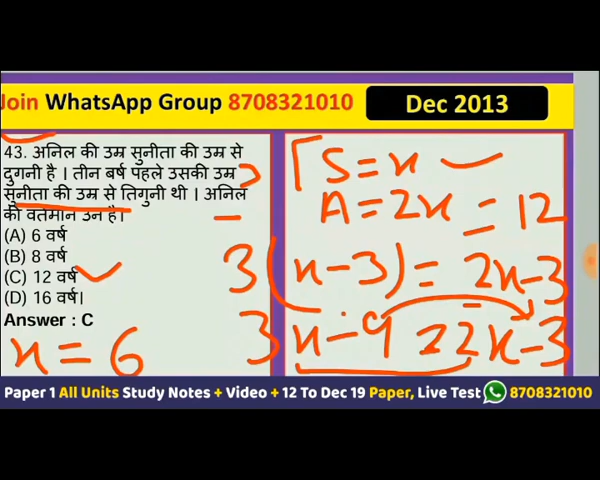 Join WhatsApp Group 8708321010
Dec 2013
43. अनिल की उम्र सुनीता की उम्र से
दुगनी है । तीन बर्ष पहले उसकी उम्र
सुनीता की उम्र से तिगुनी थी । अनिल
की वर्तमान उम्र है।
(A) 6 वर्ष
(B) 8 वर्ष
(C) 12 वर्ष
(D) 16 वर्ष।
Answer : C
x = 6
S = x
A = 2x = 12
3(x-3) = 2x-3
3x-9=2x-3
Paper 1 All Units Study Notes + Video + 12 To Dec 19 Paper, Live Test 8708321010